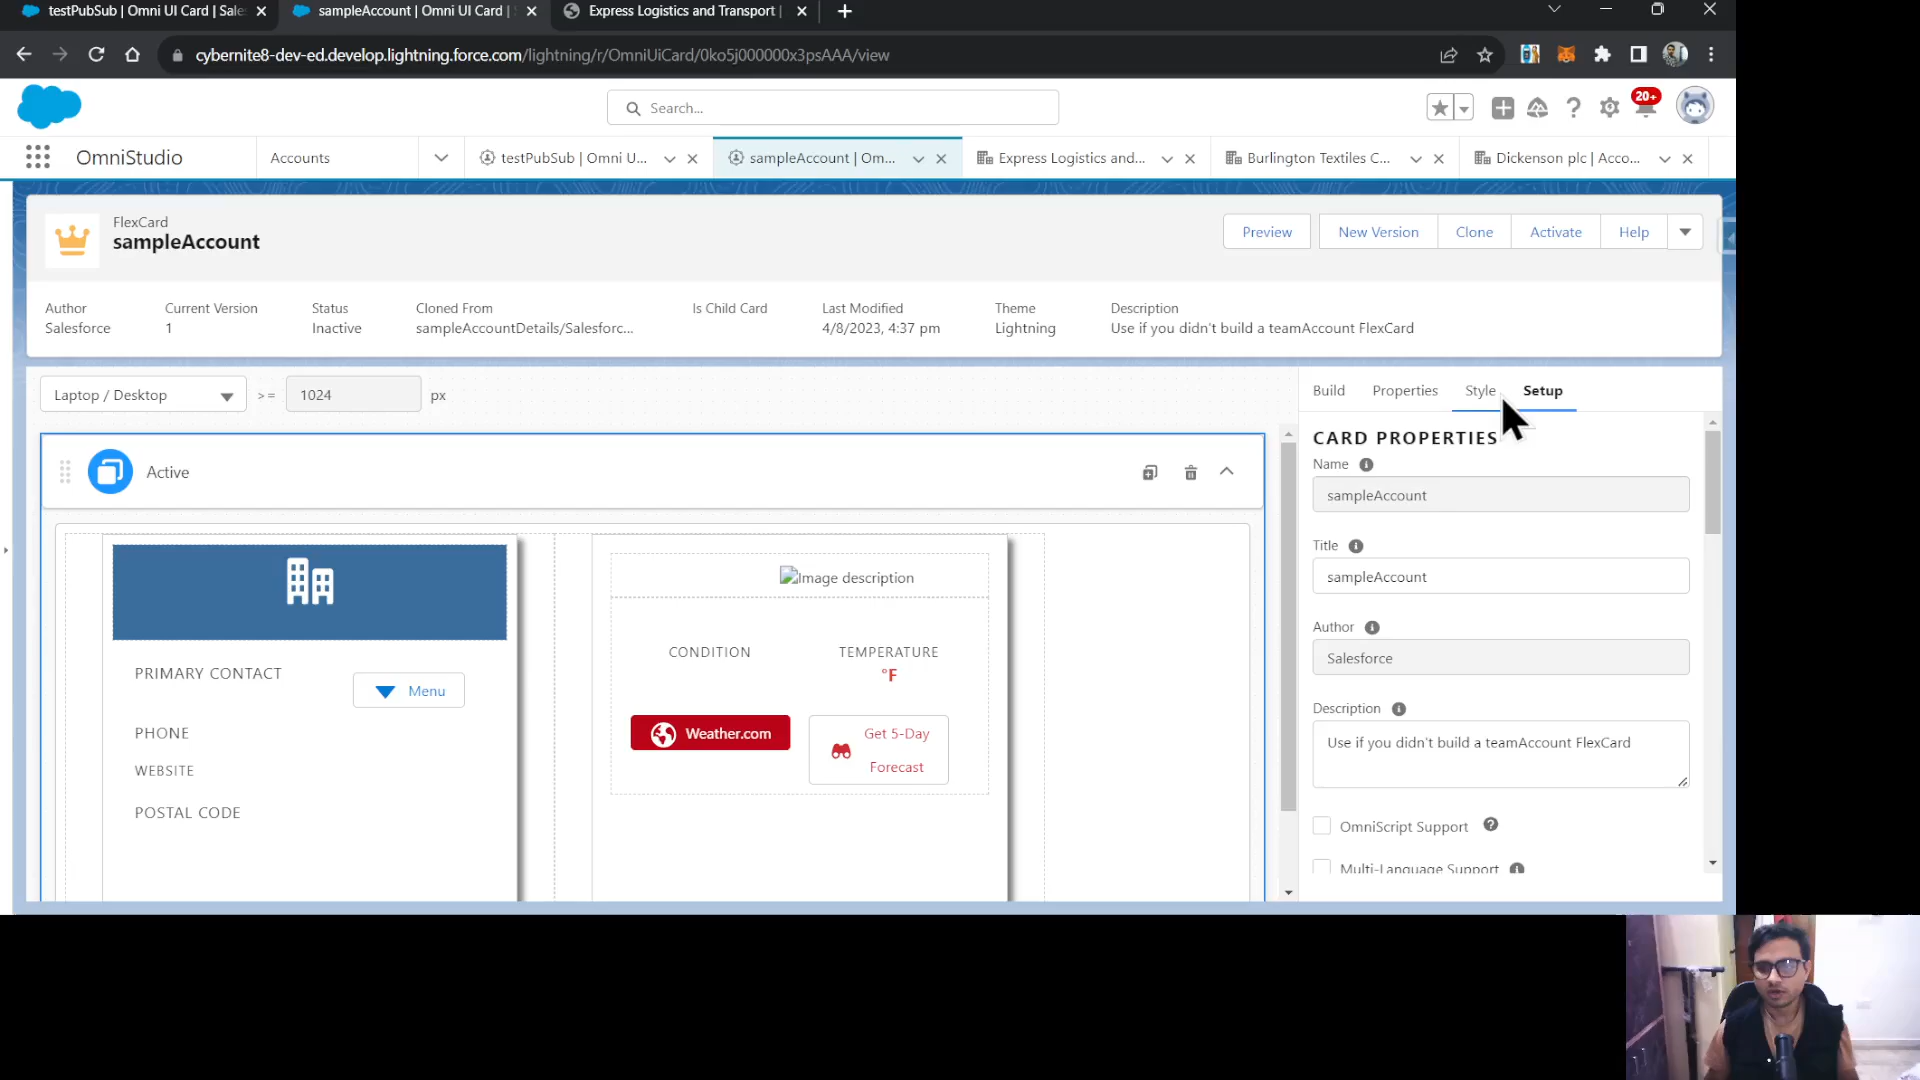 testPubSub | Omni UI Card | Sale
sampleAccount | Omni UI Card |
Express Logistics and Transport |
cybernite8-dev-ed.develop.lightning.force.com/lightning/r/OmniUiCard/0ko5j000000x3psAAA/view
Search...
20+
OmniStudio
Accounts
testPubSub | Omni U...
sampleAccount | Om...
Express Logistics and...
Burlington Textiles C...
Dickenson plc | Acco...
FlexCard
sampleAccount
Preview
New Version
Clone
Activate
Help
Author
Current Version
Status
Cloned From
Is Child Card
Last Modified
Theme
Description
Salesforce
1
Inactive
sampleAccountDetails/Salesforc...
4/8/2023, 4:37 pm
Lightning
Use if you didn't build a teamAccount FlexCard
Laptop / Desktop
>=
1024
px
Build
Properties
Style
Setup
Active
Image description
PRIMARY CONTACT
Menu
PHONE
WEBSITE
POSTAL CODE
CONDITION
TEMPERATURE
°F
Weather.com
Get 5-Day
Forecast
CARD PROPERTIES
Name
sampleAccount
Title
sampleAccount
Author
Salesforce
Description
Use if you didn't build a teamAccount FlexCard
OmniScript Support
Multi-Language Support